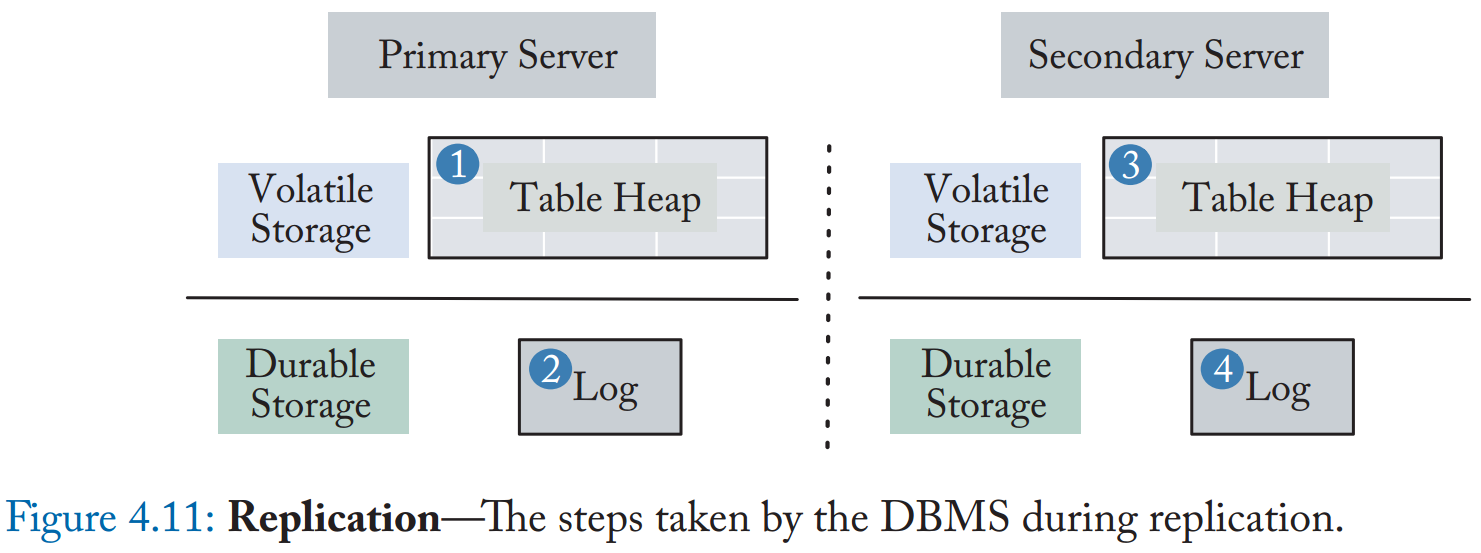 Primary Server
Secondary Server
1
Table Heap
Volatile
Storage
3
Table Heap
Volatile
Storage
Durable
Storage
2
Log
Durable
Storage
4
Log
Figure 4.11: Replication—The steps taken by the DBMS during replication.